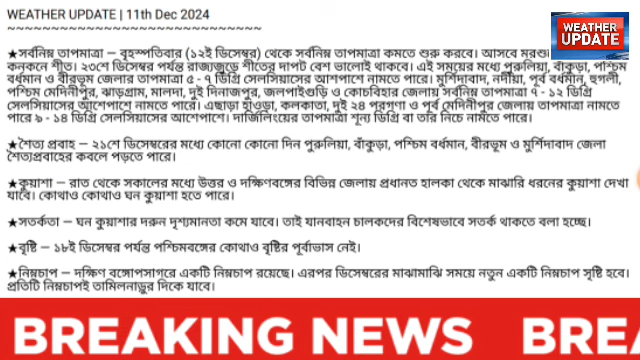 WEATHER UPDATE | 11th Dec 2024
~~~~~~~~~~~~~~~~~~~~~~~~~~~~~
★সর্বনিম্ন তাপমাত্রা — বৃহস্পতিবার (১২ই ডিসেম্বর) থেকে সর্বনিম্ন তাপমাত্রা কমতে শুরু করবে। আসবে
কনকনে শীত। ২৩শে ডিসেম্বর পর্যন্ত রাজ্যজুড়ে শীতের দাপট বেশ ভালোই থাকবে। এই সময়ের মধ্যে পুরুলিয়া, বাঁকুড়া, পশ্চিম
বর্ধমান ও বীরভূম জেলার তাপমাত্রা ৫ - ৭ ডিগ্রি সেলসিয়াসের আশপাশে নামতে পারে। মুর্শিদাবাদ, নদীয়া, পূর্ব বর্ধমান, হুগলী,
পশ্চিম মেদিনীপুর, ঝাড়গ্রাম, মালদা, দুই দিনাজপুর, জলপাইগুড়ি ও কোচবিহার জেলায় সর্বনিম্ন তাপমাত্রা ৭ - ১২ ডিগ্রি
সেলসিয়াসের আশেপাশে নামতে পারে। এছাড়া হাওড়া, কলকাতা, দুই ২৪ পরগণা ও পূর্ব মেদিনীপুর জেলায় তাপমাত্রা নামতে
পারে ৯ - ১৪ ডিগ্রি সেলসিয়াসের আশেপাশে। দার্জিলিংয়ের তাপমাত্রা শূন্য ডিগ্রি বা তার নিচে নামতে পারে।
★শৈত্য প্রবাহ — ২১শে ডিসেম্বরের মধ্যে কোনো কোনো দিন পুরুলিয়া, বাঁকুড়া, পশ্চিম বর্ধমান, বীরভূম ও মুর্শিদাবাদ জেলা
শৈত্যপ্রবাহের কবলে পড়তে পারে।
★কুয়াশা — রাত থেকে সকালের মধ্যে উত্তর ও দক্ষিণবঙ্গের বিভিন্ন জেলায় প্রধানত হালকা থেকে মাঝারি ধরনের কুয়াশা দেখা
যাবে। কোথাও কোথাও ঘন কুয়াশা হতে পারে।
★সতর্কতা — ঘন কুয়াশার দরুন দৃশ্যমানতা কমে যাবে। তাই যানবাহন চালকদের বিশেষভাবে সতর্ক থাকতে বলা হচ্ছে।
★বৃষ্টি — ১৮ই ডিসেম্বর পর্যন্ত পশ্চিমবঙ্গের কোথাও বৃষ্টির পূর্বাভাস নেই।
★নিম্নচাপ — দক্ষিণ বঙ্গোপসাগরে একটি নিম্নচাপ রয়েছে। এরপর ডিসেম্বরের মাঝামাঝি সময়ে নতুন একটি নিম্নচাপ সৃষ্টি হবে।
প্রতিটি নিম্নচাপই তামিলনাড়ুর দিকে যাবে।
WEATHER
UPDATE
BREAKING NEWS BREA